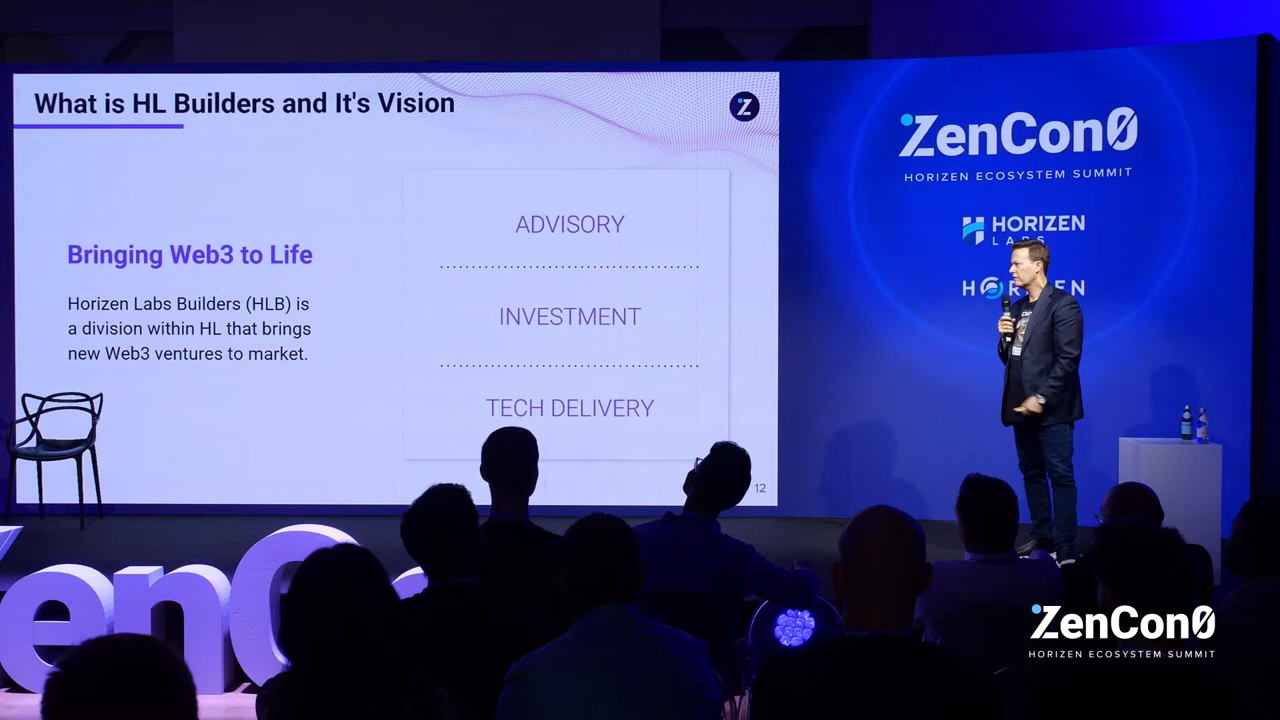 What is HL Builders and It's Vision
Bringing Web3 to Life
Horizen Labs Builders (HLB) is
a division within HL that brings
new Web3 ventures to market.
ADVISORY
INVESTMENT
TECH DELIVERY
12
ZenCon0
HORIZEN ECOSYSTEM SUMMIT
HORIZEN
LABS
HORIZEN
enC
ZenCon0
HORIZEN ECOSYSTEM SUMMIT